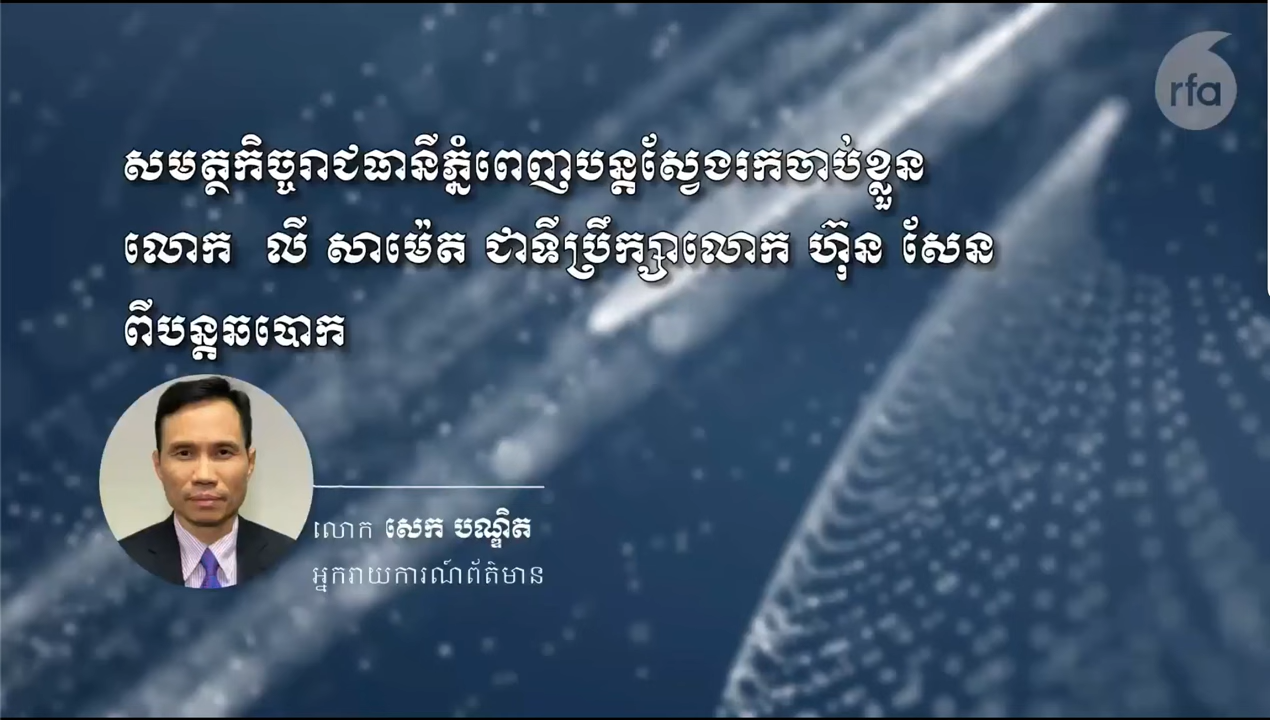 rfa
សមត្ថកិច្ចរាជធានីភ្នំពេញបន្តស្វែងរកចាប់ខ្លួន
លោក លី សាម៉េត ជាទីប្រឹក្សាលោក ហ៊ុន សែន
ពីបន្តឆបោក
លោក សេក បណ្ឌិត
អ្នករាយការណ៍ព័ត៌មាន